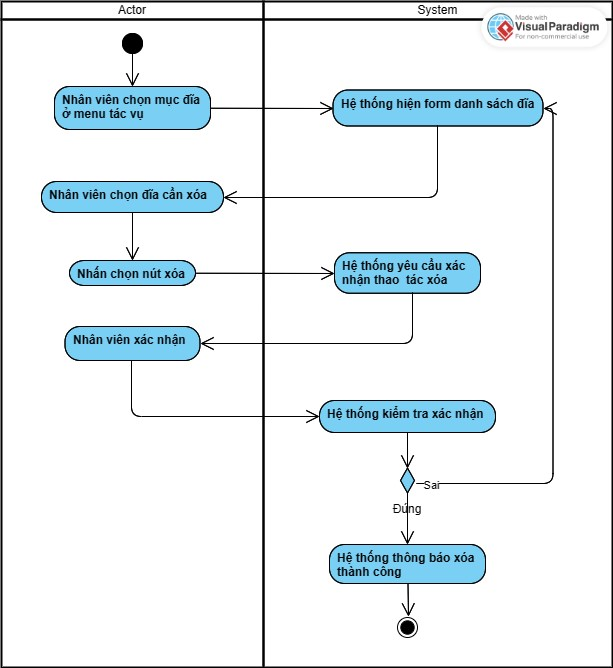 Actor
System
Made with
Visual Paradigm
For non-commercial use
Nhân viên chọn mục đĩa
ở menu tác vụ
Hệ thống hiện form danh sách đĩa
Nhân viên chọn đĩa cần xóa
Nhấn chọn nút xóa
Hệ thống yêu cầu xác
nhận thao tác xóa
Nhân viên xác nhận
Hệ thống kiểm tra xác nhận
Sai
Đúng
Hệ thống thông báo xóa
thành công